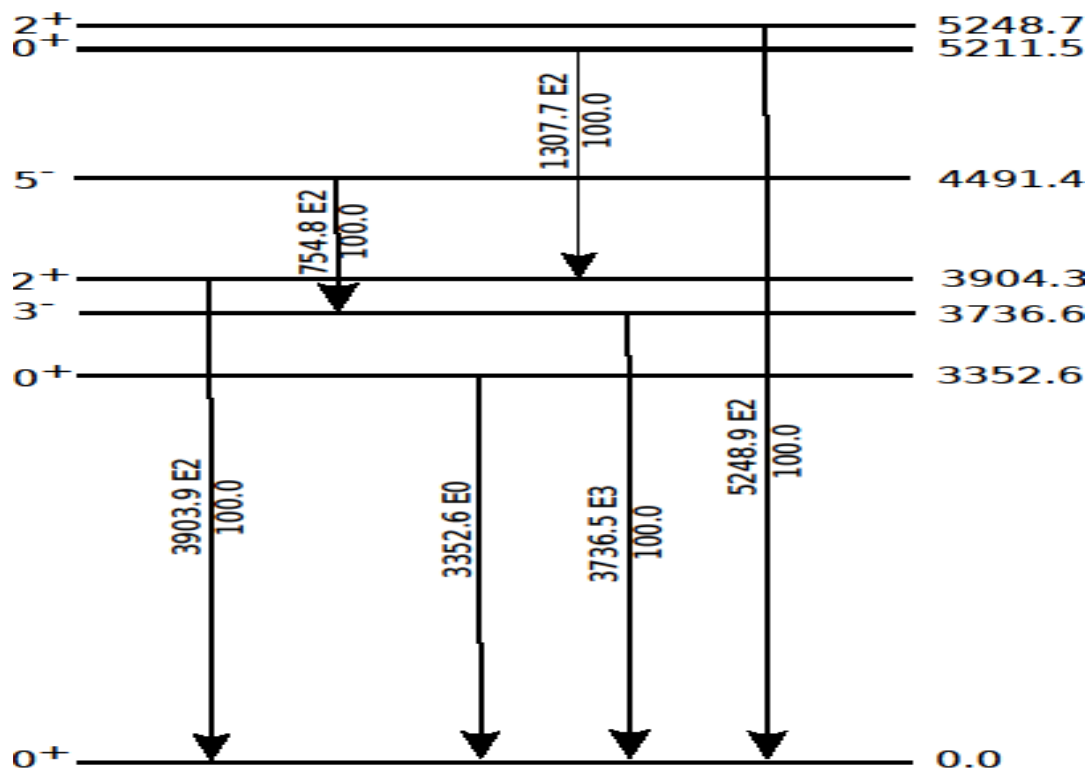 2+ 5248.7
0+ 5211.5
1307.7 E2
100.0
5- 4491.4
754.8 E2
100.0
2+ 3904.3
3- 3736.6
0+ 3352.6
5248.9 E2
100.0
3903.9 E2
100.0
3352.6 E0
3736.5 E3
100.0
0+ 0.0